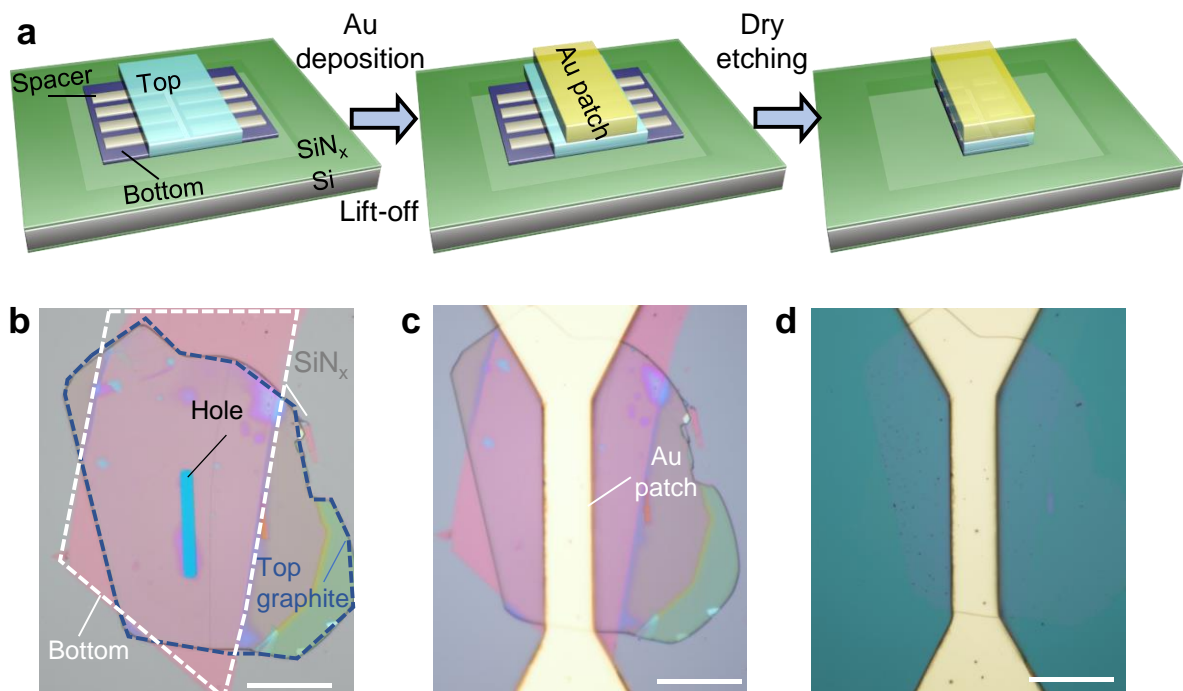 a
Au
deposition
Dry
etching
Spacer
Top
Au patch
SiNₓ
Si
Bottom
Lift-off
b
SiNₓ
Hole
Top
graphite
Bottom
c
Au
patch
d